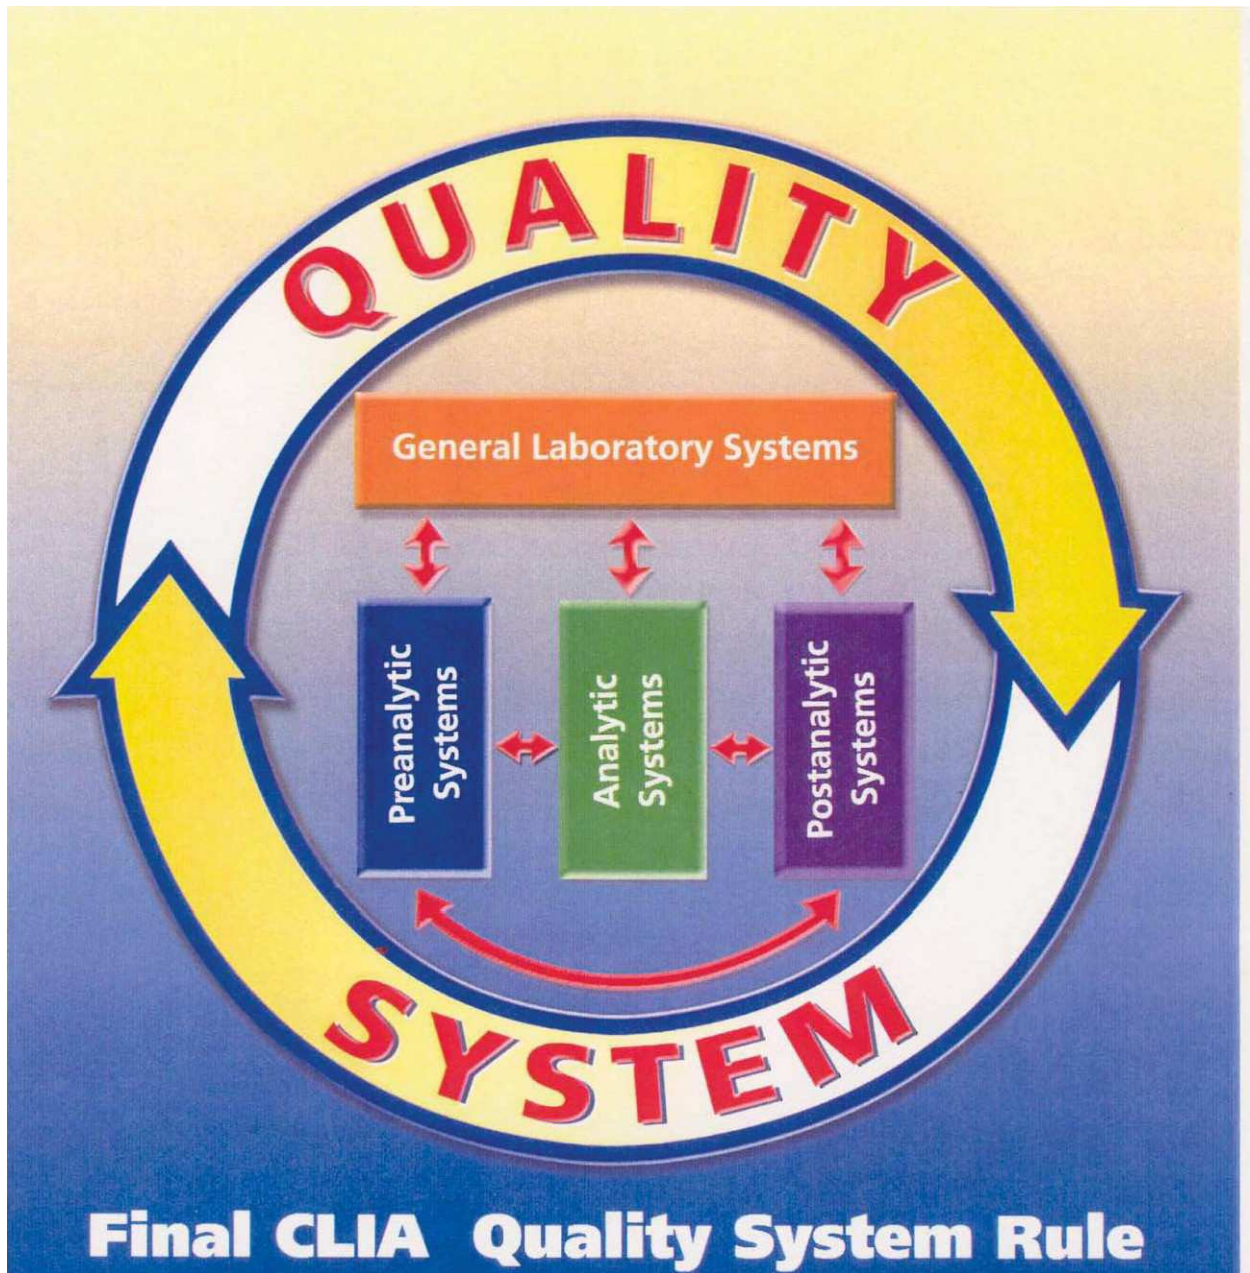 QUALITY
General Laboratory Systems
Preanalytic
Systems
Analytic
Systems
Postanalytic
Systems
SYSTEM
Final CLIA Quality System Rule